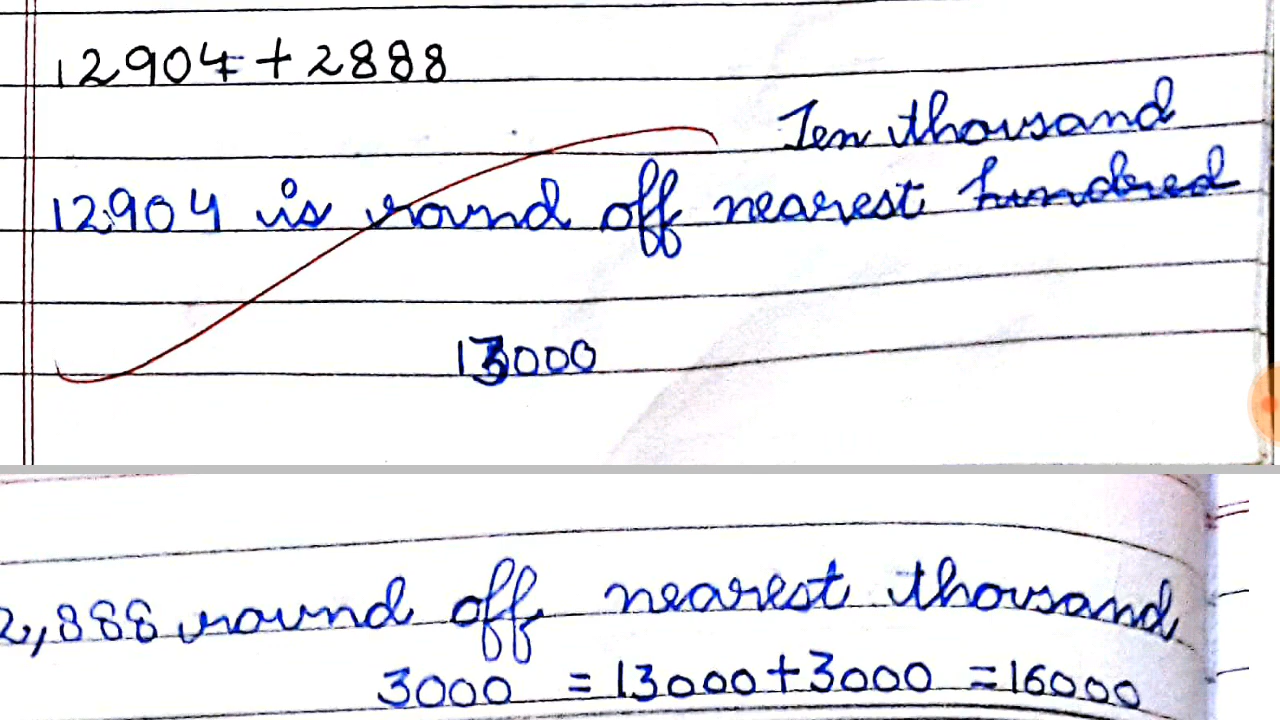 12904 + 2888
Ten thousand
12904 is round off nearest hundred
13000
2,888 round off nearest thousand
3000 = 13000 + 3000 = 16000